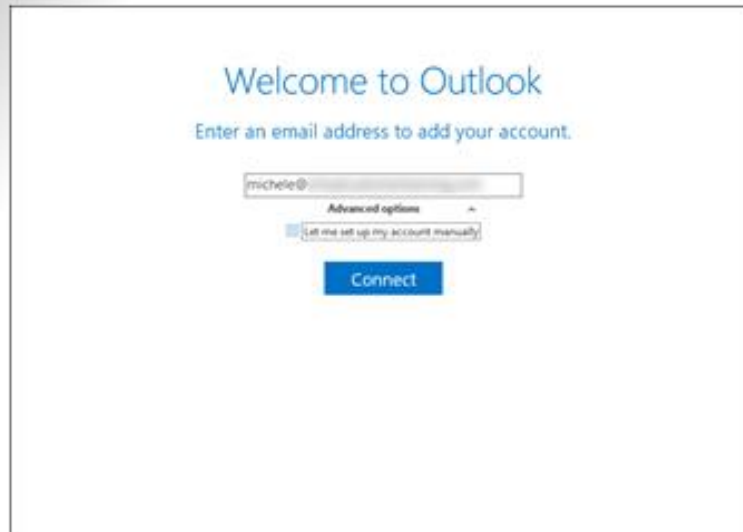 Welcome to Outlook
Enter an email address to add your account.
michele@
Advanced options
Let me set up my account manually
Connect